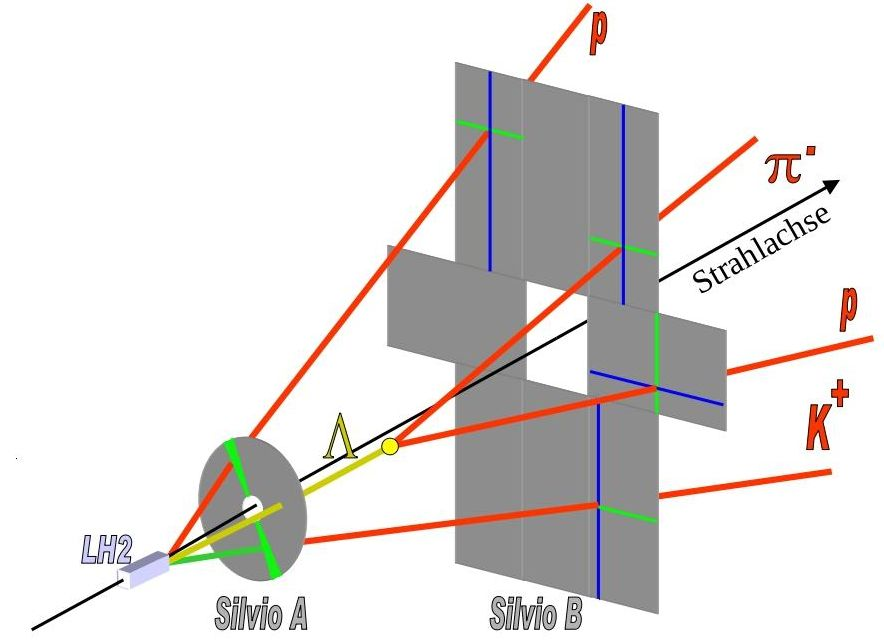 p
π-
Strahlachse
p
K+
Λ
LH2
Silvio A
Silvio B